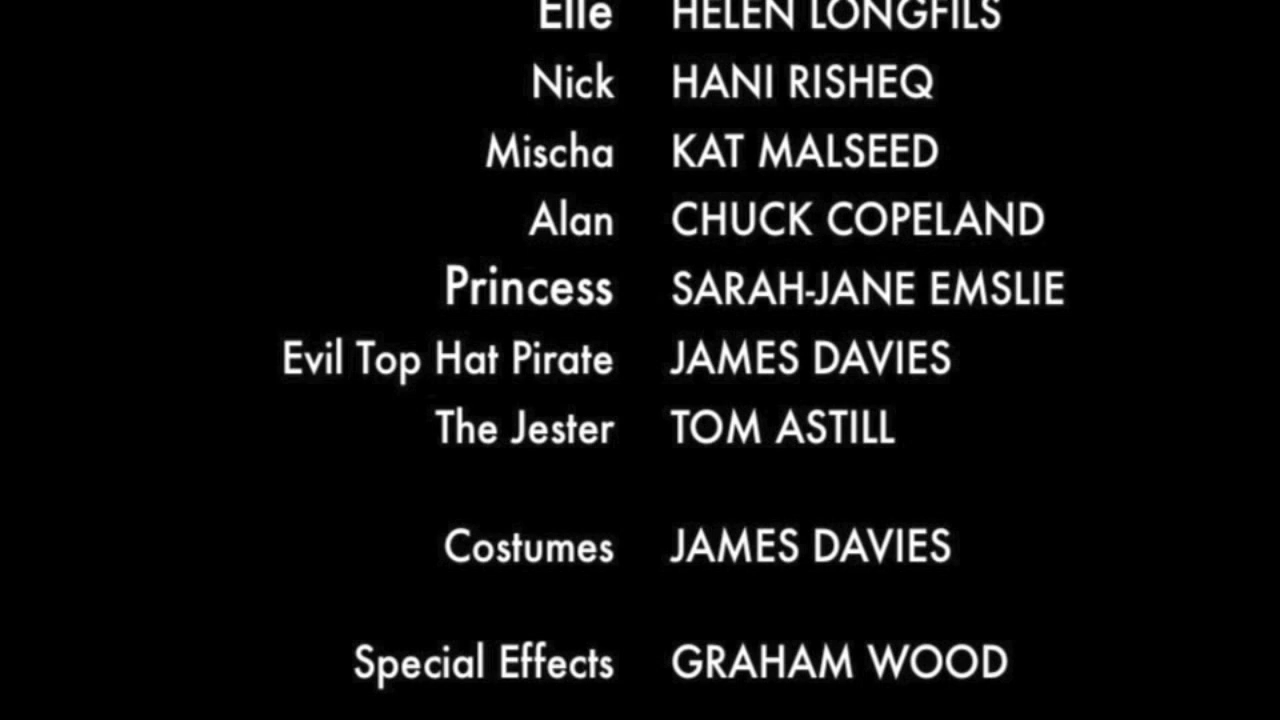 Elle HELEN LONGFILS
Nick HANI RISHEQ
Mischa KAT MALSEED
Alan CHUCK COPELAND
Princess SARAH-JANE EMSLIE
Evil Top Hat Pirate JAMES DAVIES
The Jester TOM ASTILL
Costumes JAMES DAVIES
Special Effects GRAHAM WOOD